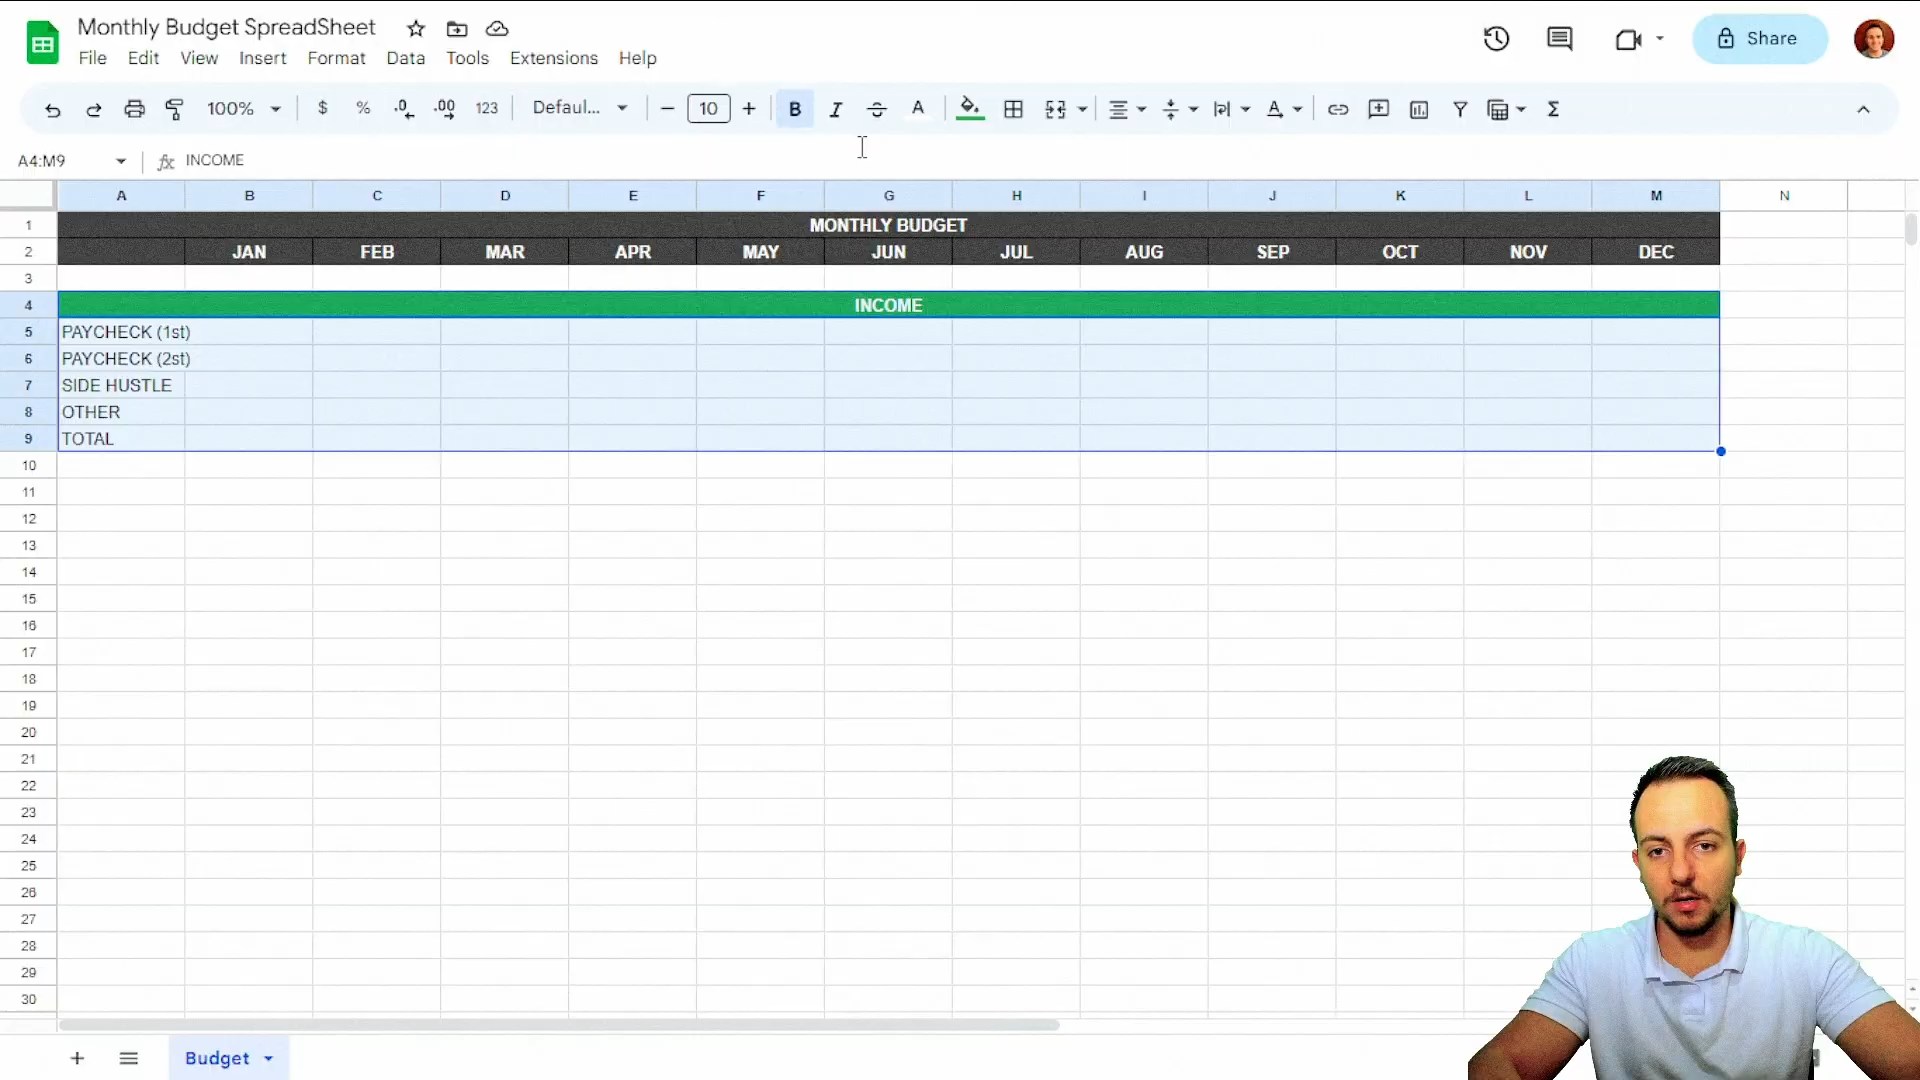 Monthly Budget SpreadSheet
File Edit View Insert Format Data Tools Extensions Help
Share
100% $ % .0 .00 123 Defaul... 10 B I A A
A4:M9 fx INCOME
A B C D E F G H I J K L M N
1 MONTHLY BUDGET
2 JAN FEB MAR APR MAY JUN JUL AUG SEP OCT NOV DEC
3
4 INCOME
5 PAYCHECK (1st)
6 PAYCHECK (2st)
7 SIDE HUSTLE
8 OTHER
9 TOTAL
10
11
12
13
14
15
16
17
18
19
20
21
22
23
24
25
26
27
28
29
30
Budget